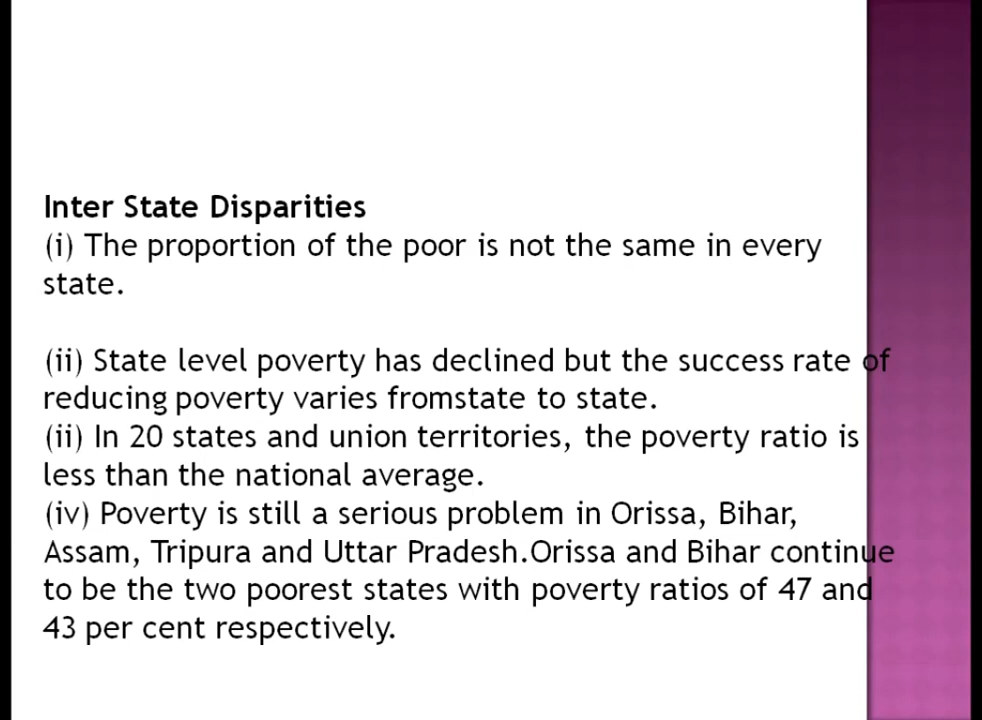 Inter State Disparities
(i) The proportion of the poor is not the same in every
state.
(ii) State level poverty has declined but the success rate of
reducing poverty varies fromstate to state.
(ii) In 20 states and union territories, the poverty ratio is
less than the national average.
(iv) Poverty is still a serious problem in Orissa, Bihar,
Assam, Tripura and Uttar Pradesh.Orissa and Bihar continue
to be the two poorest states with poverty ratios of 47 and
43 per cent respectively.